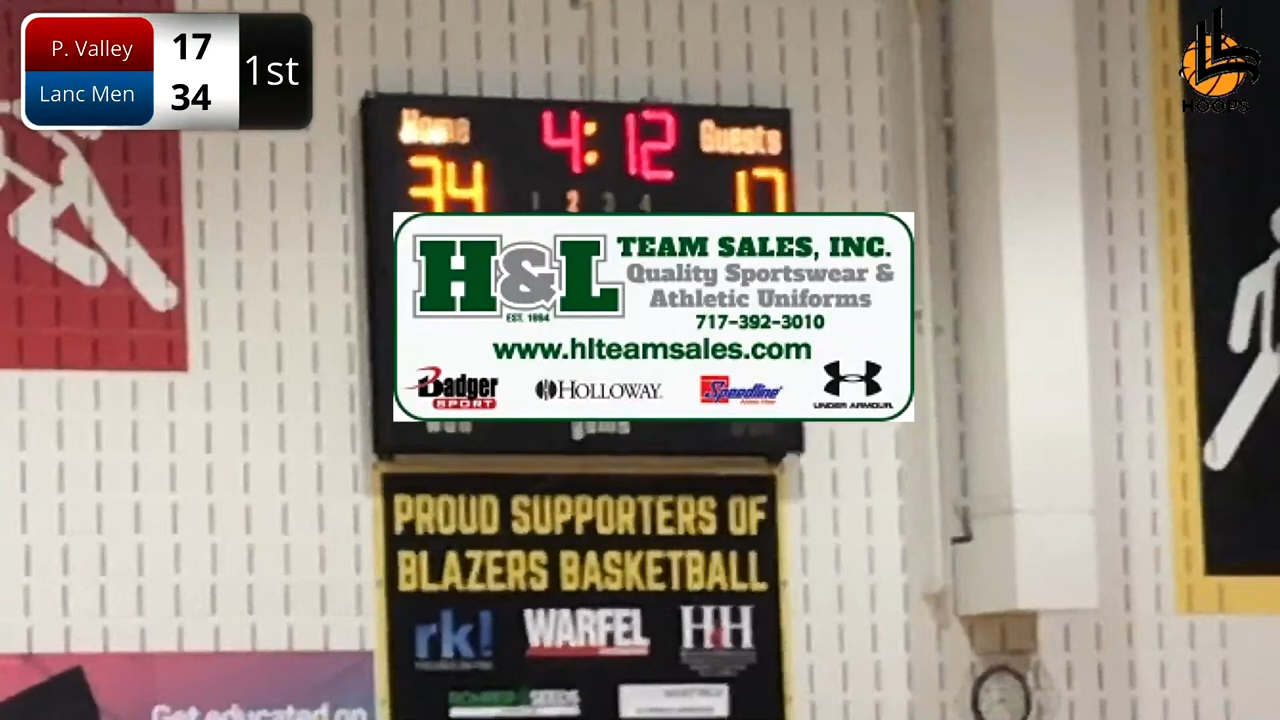 P. Valley 17
Lanc Men 34
1st
HOOPS
Home 4:12 Guests
34 1 2 3 4 17
H&L
EST. 1994
TEAM SALES, INC.
Quality Sportswear &
Athletic Uniforms
717-392-3010
www.hlteamsales.com
Badger
SPORT
HOLLOWAY
Speedline
UNDER ARMOUR
PROUD SUPPORTERS OF
BLAZERS BASKETBALL
rk!
WARFEL
H&H
SEEDS
Get educated on